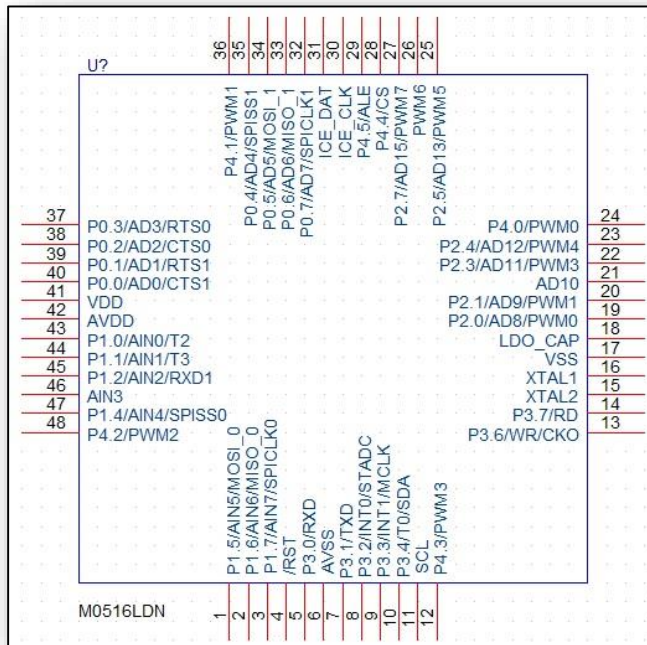 36 35 34 33 32 31 30 29 28 27 26 25
U?
P4.1/PWM1
P0.4/AD4/SPISS1
P0.5/AD5/MOSI_1
P0.6/AD6/MISO_1
P0.7/AD7/SPICLK1
ICE_DAT
ICE_CLK
P4.5/ALE
P4.4/CS
P2.7/AD15/PWM7
PWM6
P2.5/AD13/PWM5
37 P0.3/AD3/RTS0
38 P0.2/AD2/CTS0
39 P0.1/AD1/RTS1
40 P0.0/AD0/CTS1
41 VDD
42 AVDD
43 P1.0/AIN0/T2
44 P1.1/AIN1/T3
45 P1.2/AIN2/RXD1
46 AIN3
47 P1.4/AIN4/SPISS0
48 P4.2/PWM2
P4.0/PWM0 24
P2.4/AD12/PWM4 23
P2.3/AD11/PWM3 22
AD10 21
P2.1/AD9/PWM1 20
P2.0/AD8/PWM0 19
LDO_CAP 18
VSS 17
XTAL1 16
XTAL2 15
P3.7/RD 14
P3.6/WR/CKO 13
P1.5/AIN5/MOSI_0
P1.6/AIN6/MISO_0
P1.7/AIN7/SPICLK0
/RST
P3.0/RXD
AVSS
P3.1/TXD
P3.2/INT0/STADC
P3.3/INT1/MCLK
P3.4/T0/SDA
SCL
P4.3/PWM3
M0516LDN
1 2 3 4 5 6 7 8 9 10 11 12